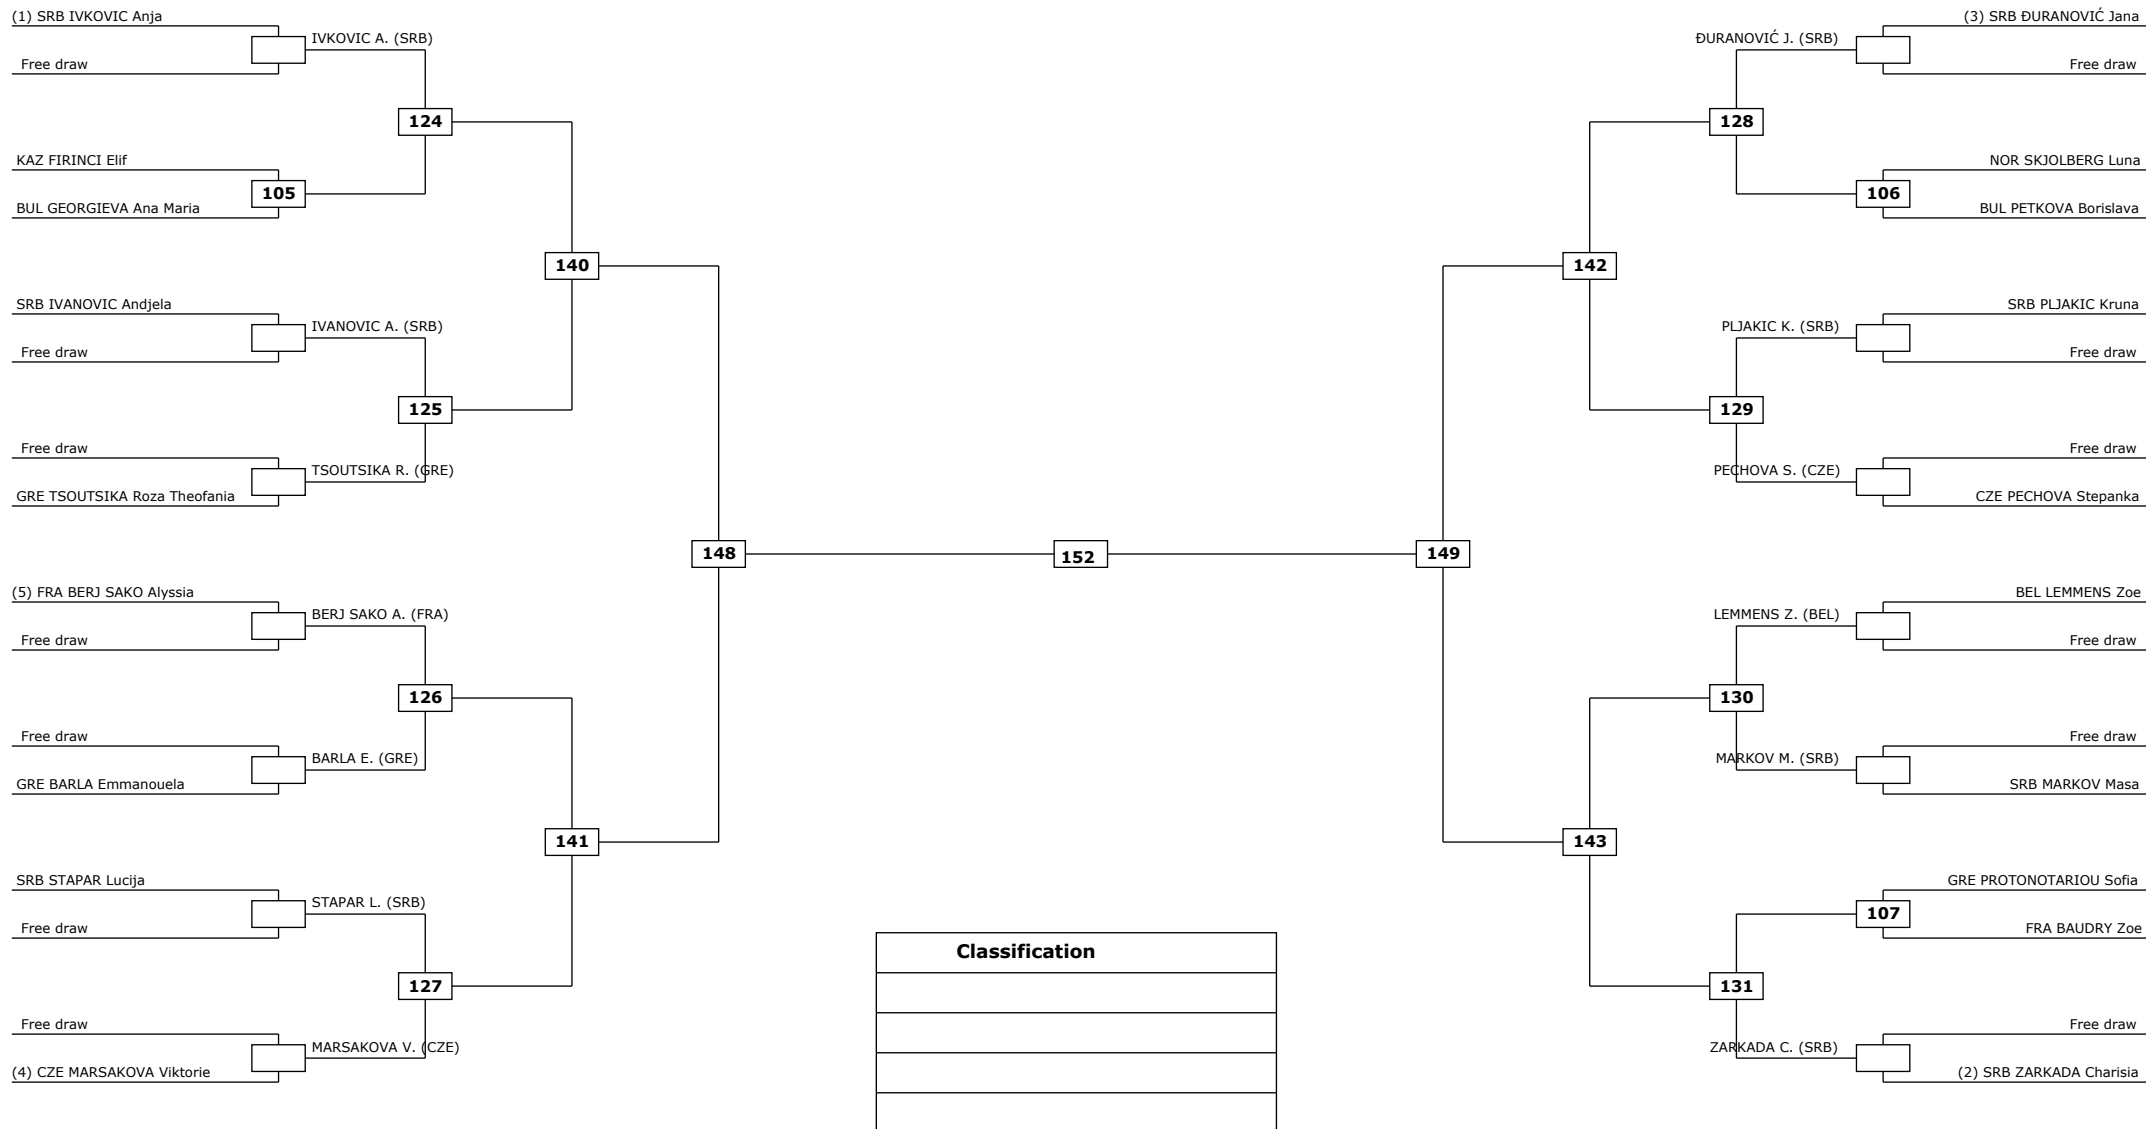 (1) SRB IVKOVIC Anja
IVKOVIC A. (SRB)
Free draw
124
KAZ FIRINCI Elif
105
BUL GEORGIEVA Ana Maria
140
SRB IVANOVIC Andjela
IVANOVIC A. (SRB)
Free draw
125
Free draw
TSOUTSIKA R. (GRE)
GRE TSOUTSIKA Roza Theofania
148
(5) FRA BERJ SAKO Alyssia
BERJ SAKO A. (FRA)
Free draw
126
Free draw
BARLA E. (GRE)
GRE BARLA Emmanouela
141
SRB STAPAR Lucija
STAPAR L. (SRB)
Free draw
127
Free draw
MARSAKOVA V. (CZE)
(4) CZE MARSAKOVA Viktorie
152
(3) SRB ĐURANOVIĆ Jana
ĐURANOVIĆ J. (SRB)
Free draw
128
NOR SKJOLBERG Luna
106
BUL PETKOVA Borislava
142
SRB PLJAKIC Kruna
PLJAKIC K. (SRB)
Free draw
129
Free draw
PECHOVA S. (CZE)
CZE PECHOVA Stepanka
149
BEL LEMMENS Zoe
LEMMENS Z. (BEL)
Free draw
130
Free draw
MARKOV M. (SRB)
SRB MARKOV Masa
143
GRE PROTONOTARIOU Sofia
107
FRA BAUDRY Zoe
131
Free draw
ZARKADA C. (SRB)
(2) SRB ZARKADA Charisia
Classification